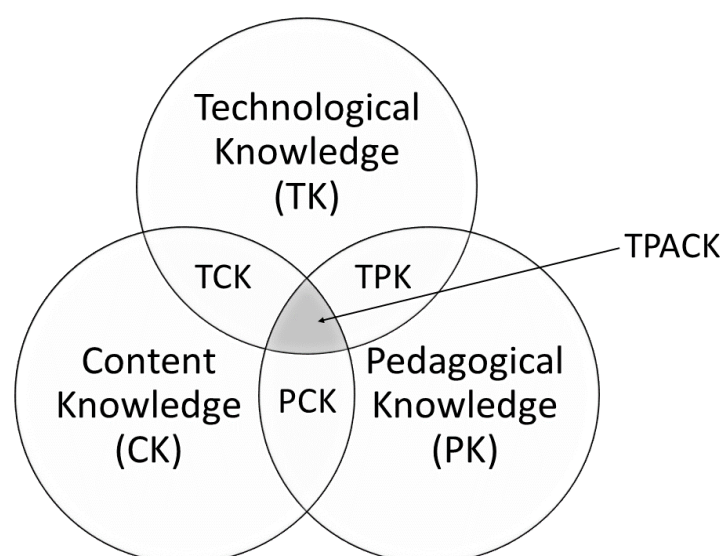 Technological
Knowledge
(TK)
TPACK
TCK
TPK
Content
Knowledge
(CK)
PCK
Pedagogical
Knowledge
(PK)